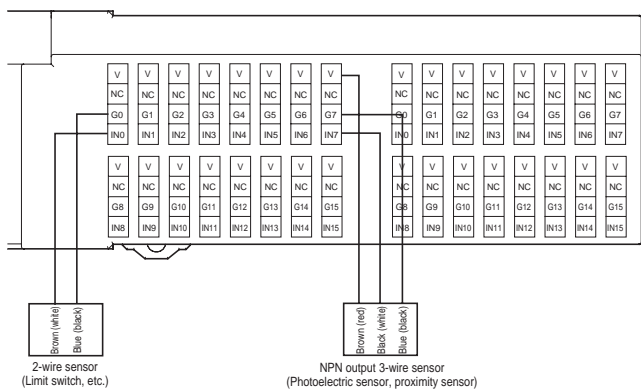 V V V V V V V V V V V V V V V V
NC NC NC NC NC NC NC NC NC NC NC NC NC NC NC NC
G0 G1 G2 G3 G4 G5 G6 G7 G0 G1 G2 G3 G4 G5 G6 G7
IN0 IN1 IN2 IN3 IN4 IN5 IN6 IN7 IN0 IN1 IN2 IN3 IN4 IN5 IN6 IN7
V V V V V V V V V V V V V V V V
NC NC NC NC NC NC NC NC NC NC NC NC NC NC NC NC
G8 G9 G10 G11 G12 G13 G14 G15 G8 G9 G10 G11 G12 G13 G14 G15
IN8 IN9 IN10 IN11 IN12 IN13 IN14 IN15 IN8 IN9 IN10 IN11 IN12 IN13 IN14 IN15
Brown (white)
Blue (black)
Brown (red)
Black (white)
Blue (black)
2-wire sensor
(Limit switch, etc.)
NPN output 3-wire sensor
(Photoelectric sensor, proximity sensor)